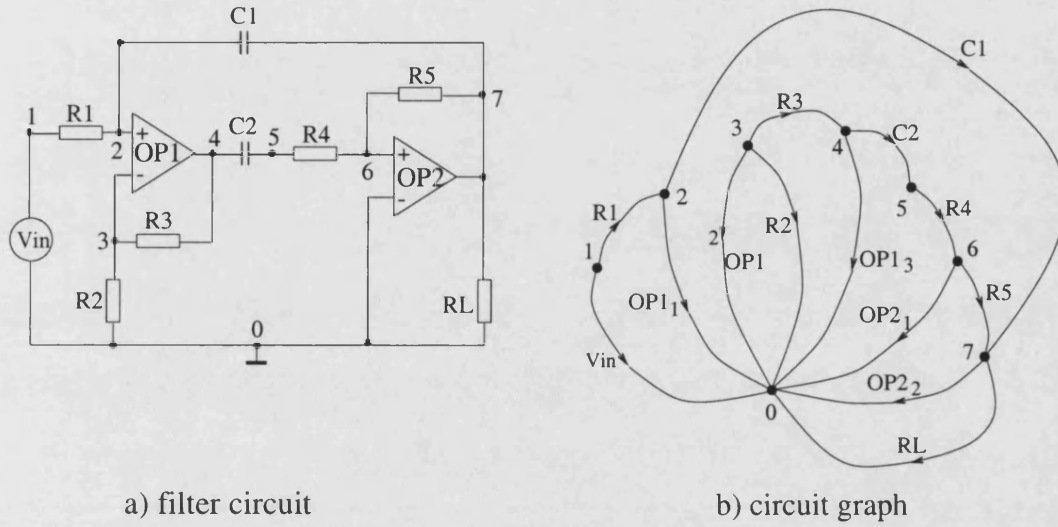 C1
R5
7
1
R1
2
+
OP1
-
4
C2
5
R4
6
+
OP2
-
Vin
3
R3
R2
0
RL
a) filter circuit
C1
R3
3
4
C2
5
R1
2
1
2
OP1
R2
OP1 3
R4
6
OP1 1
OP2 1
R5
7
Vin
0
OP2 2
RL
b) circuit graph